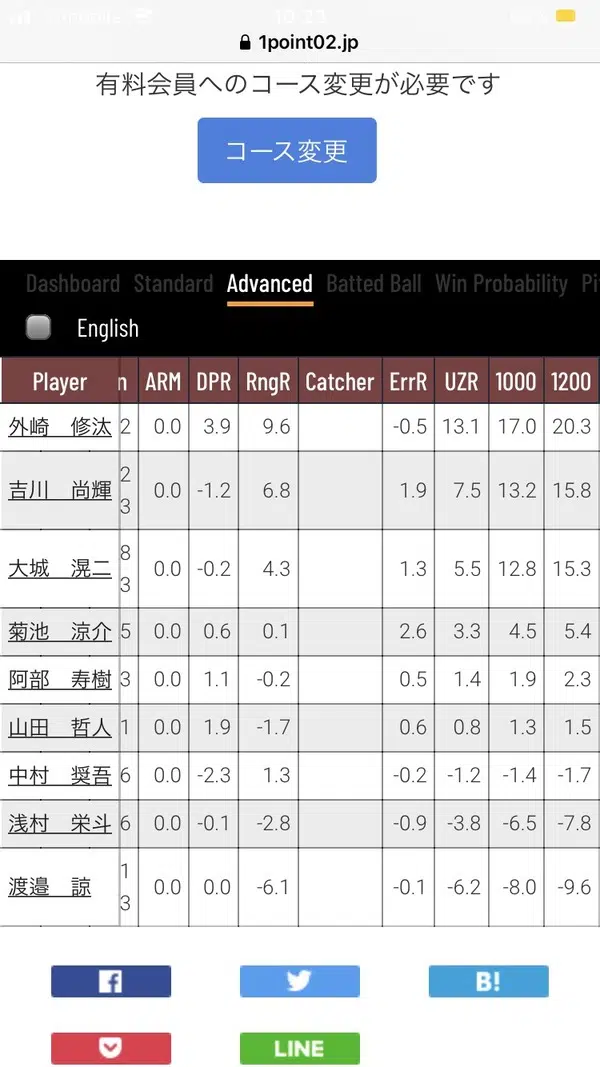 1point02.jp
有料会員へのコース変更が必要です
コース変更
Dashboard Standard Advanced Batted Ball Win Probability Pi
English
Player n ARM DPR RngR Catcher ErrR UZR 1000 1200
外崎 修汰 2 0.0 3.9 9.6 -0.5 13.1 17.0 20.3
吉川 尚輝 2 3 0.0 -1.2 6.8 1.9 7.5 13.2 15.8
大城 滉二 8 3 0.0 -0.2 4.3 1.3 5.5 12.8 15.3
菊池 涼介 5 0.0 0.6 0.1 2.6 3.3 4.5 5.4
阿部 寿樹 3 0.0 1.1 -0.2 0.5 1.4 1.9 2.3
山田 哲人 1 0.0 1.9 -1.7 0.6 0.8 1.3 1.5
中村 奨吾 6 0.0 -2.3 1.3 -0.2 -1.2 -1.4 -1.7
浅村 栄斗 6 0.0 -0.1 -2.8 -0.9 -3.8 -6.5 -7.8
渡邉 諒 1 3 0.0 0.0 -6.1 -0.1 -6.2 -8.0 -9.6
B!
LINE